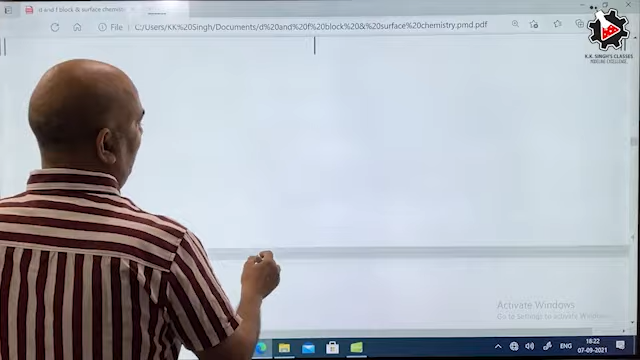 d and f block & surface chemistry
File
C:/Users/KK%20Singh/Documents/d%20and%20f%20block%20&%20surface%20chemistry.pmd.pdf
K.K. SINGH'S CLASSES
Activate Windows
Go to Settings to activate Windows.
ENG
18:22
07-09-2021